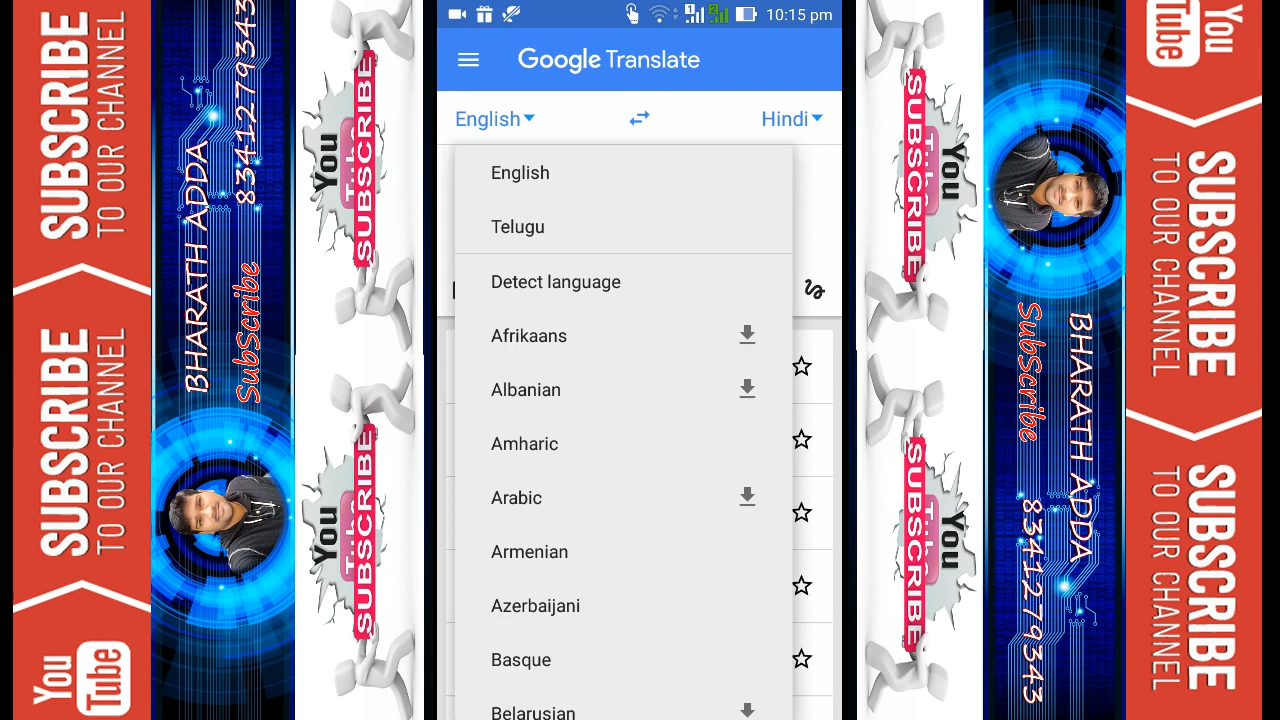 SUBSCRIBE
TO OUR CHANNEL
SUBSCRIBE
TO OUR CHANNEL
You
Tube
BHARATH ADDA
8341279343
SubScribe
You
SUBSCRIBE
You
SUBSCRIBE
10:15 pm
Google Translate
English
Hindi
English
Telugu
Detect language
Afrikaans
Albanian
Amharic
Arabic
Armenian
Azerbaijani
Basque
Belarusian
SUBSCRIBE
You
SUBSCRIBE
You
SubScribe
BHARATH ADDA
8341279343
You
Tube
SUBSCRIBE
TO OUR CHANNEL
SUBSCRIBE
TO OUR CHANNEL